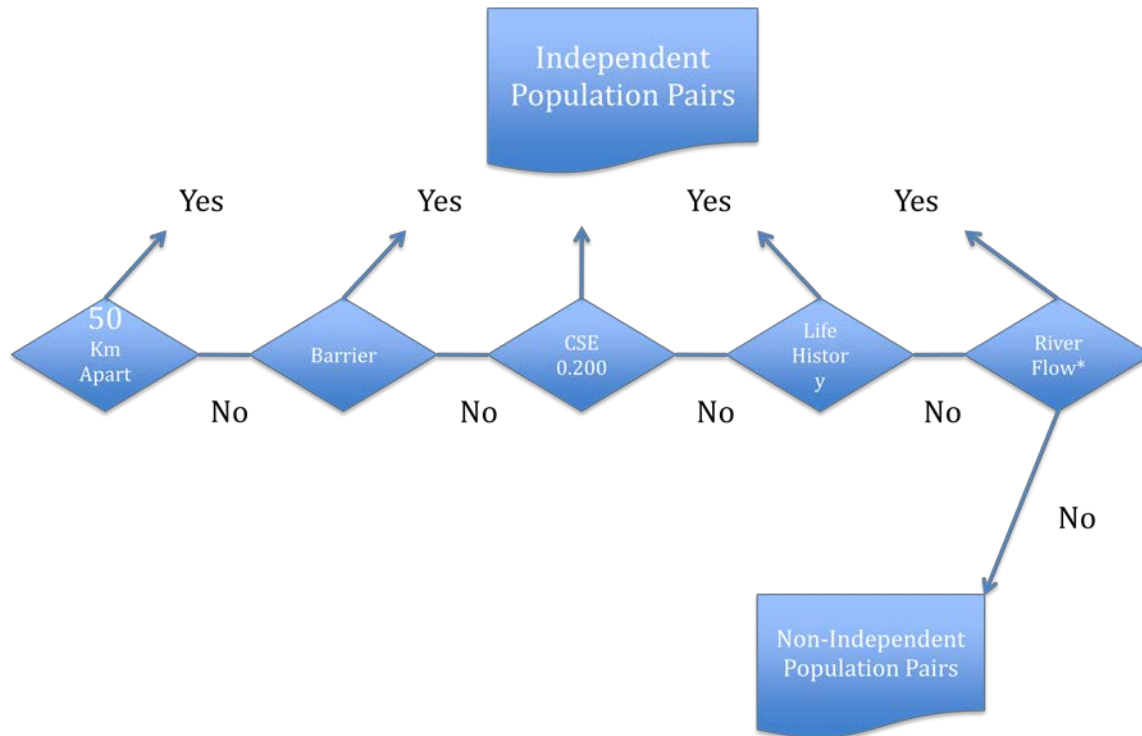 Independent
Population Pairs
Yes
Yes
Yes
Yes
50
Km
Apart
Barrier
CSE
0.200
Life
Histor
y
River
Flow*
No
No
No
No
No
Non-Independent
Population Pairs